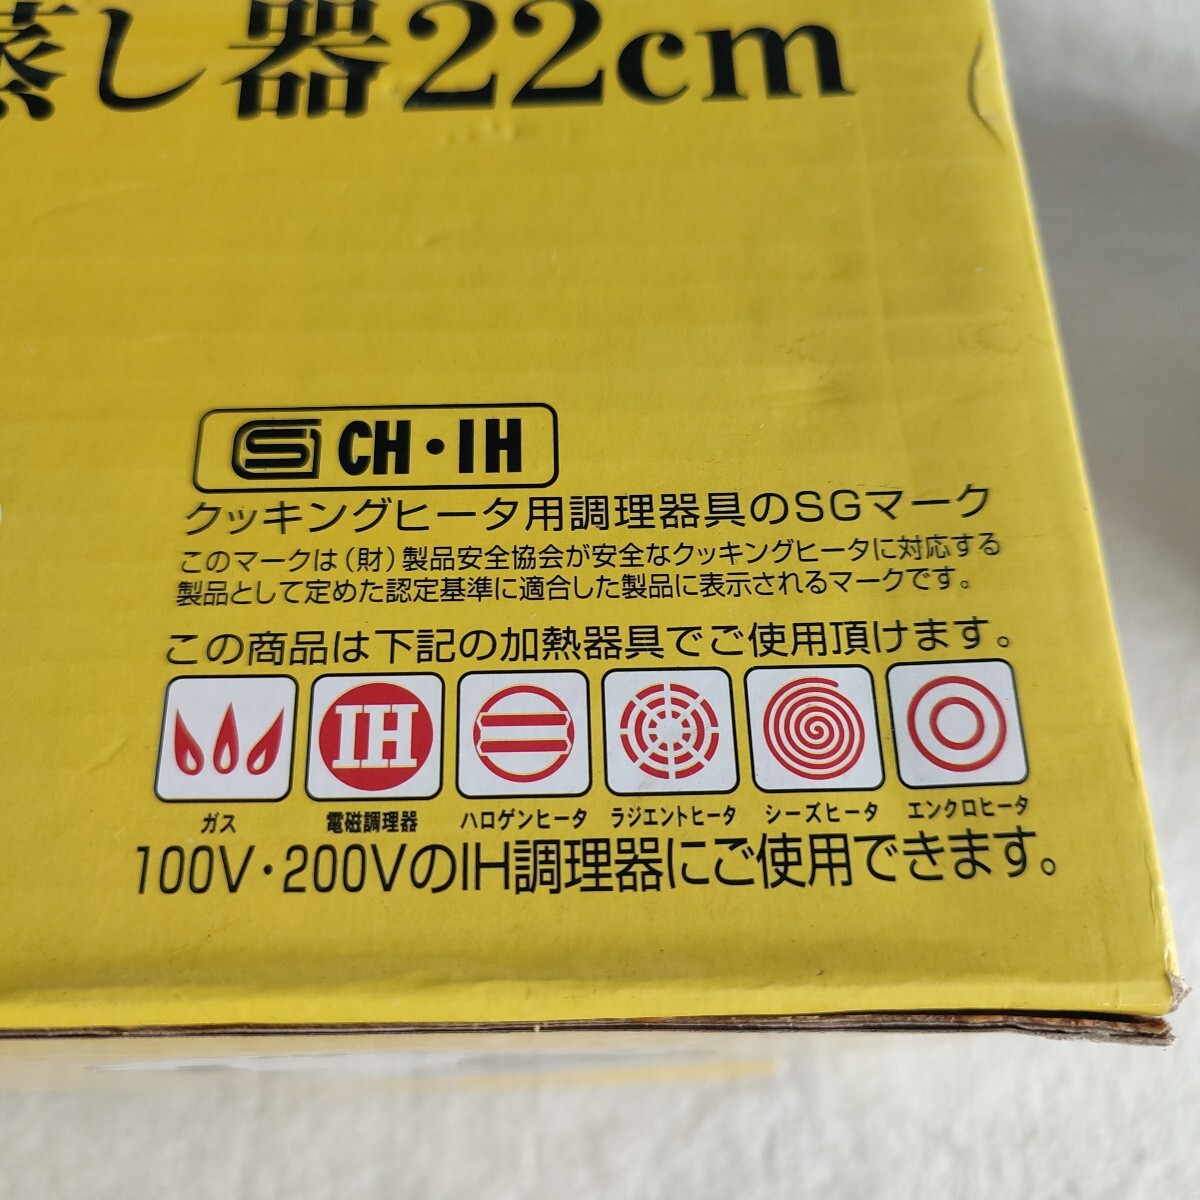 蒸し器22cm
SG CH・IH
クッキングヒータ用調理器具のSGマーク
このマークは(財)製品安全協会が安全なクッキングヒータに対応する
製品として定めた認定基準に適合した製品に表示されるマークです。
この商品は下記の加熱器具でご使用頂けます。
IH
ガス 電磁調理器 ハロゲンヒータ ラジエントヒータ シーズヒータ エンクロヒータ
100V・200VのIH調理器にご使用できます。